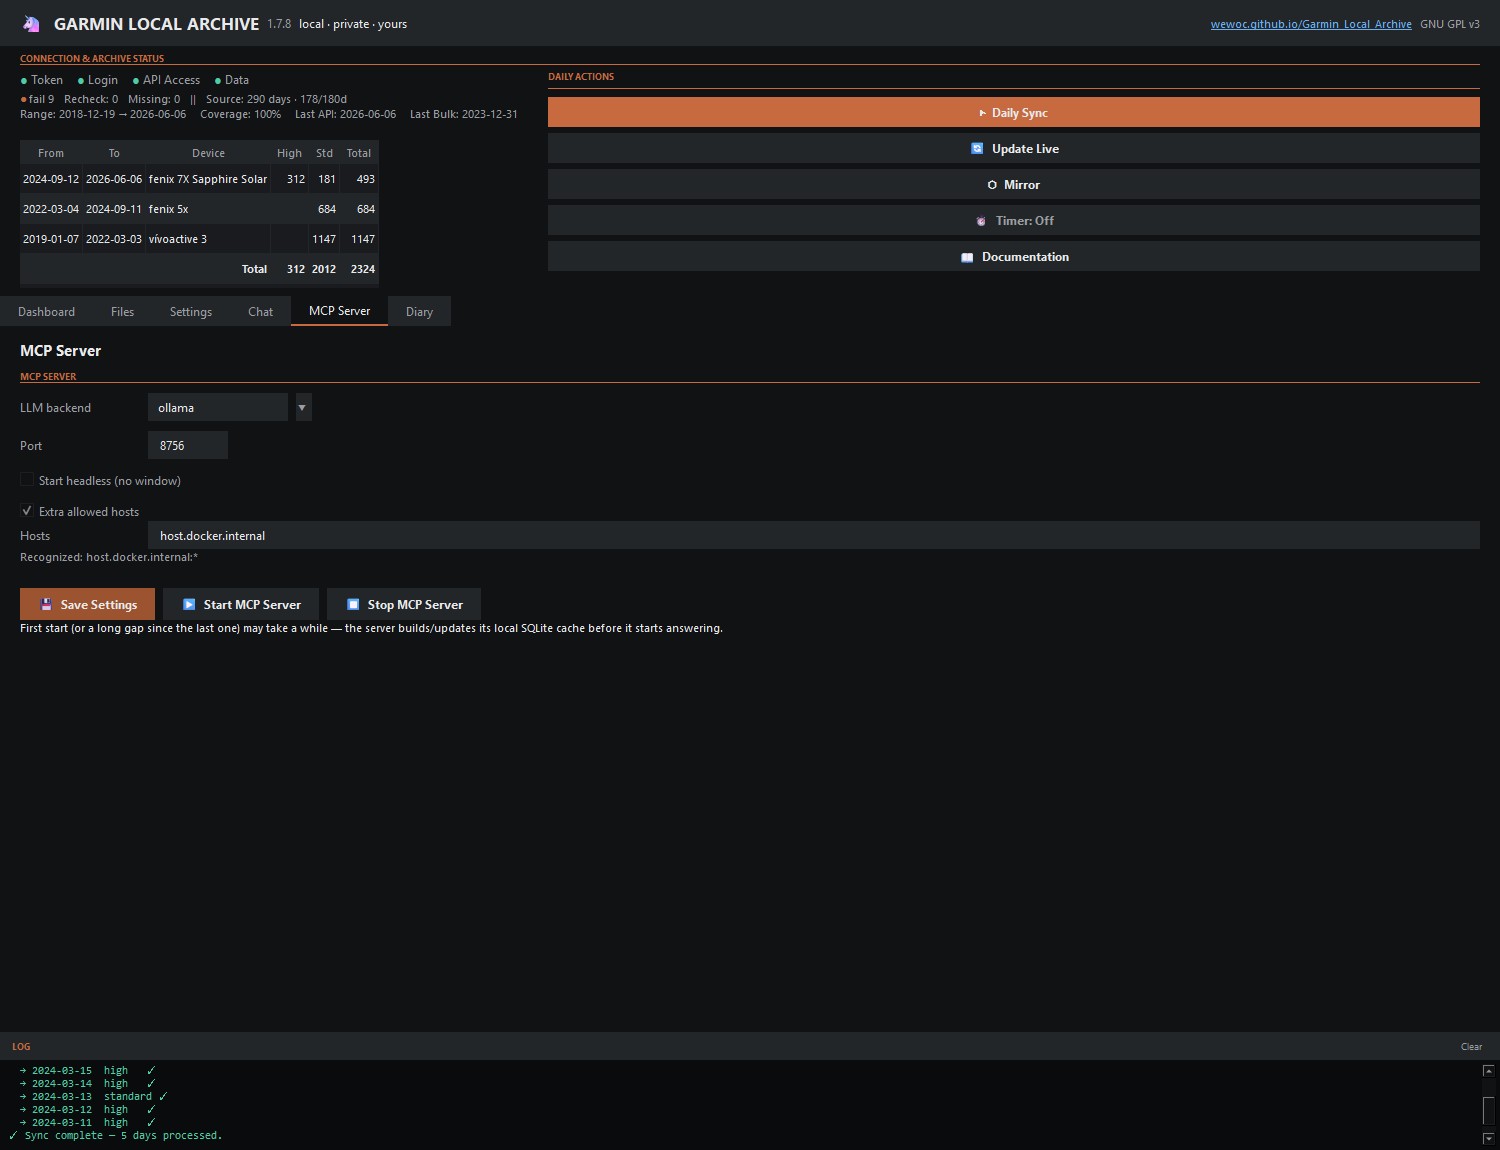 GARMIN LOCAL ARCHIVE 1.7.8 local · private · yours
wewoc.github.io/Garmin_Local_Archive GNU GPL v3
CONNECTION & ARCHIVE STATUS
● Token ● Login ● API Access ● Data
● fail 9 Recheck: 0 Missing: 0 || Source: 290 days · 178/180d
Range: 2018-12-19 → 2026-06-06 Coverage: 100% Last API: 2026-06-06 Last Bulk: 2023-12-31
From To Device High Std Total
2024-09-12 2026-06-06 fenix 7X Sapphire Solar 312 181 493
2022-03-04 2024-09-11 fenix 5x 684 684
2019-01-07 2022-03-03 vívoactive 3 1147 1147
Total 312 2012 2324
DAILY ACTIONS
Daily Sync
Update Live
Mirror
Timer: Off
Documentation
Dashboard Files Settings Chat MCP Server Diary
MCP Server
MCP SERVER
LLM backend ollama
Port 8756
Start headless (no window)
✓ Extra allowed hosts
Hosts host.docker.internal
Recognized: host.docker.internal:*
Save Settings Start MCP Server Stop MCP Server
First start (or a long gap since the last one) may take a while — the server builds/updates its local SQLite cache before it starts answering.
LOG Clear
→ 2024-03-15 high ✓
→ 2024-03-14 high ✓
→ 2024-03-13 standard ✓
→ 2024-03-12 high ✓
→ 2024-03-11 high ✓
✓ Sync complete — 5 days processed.